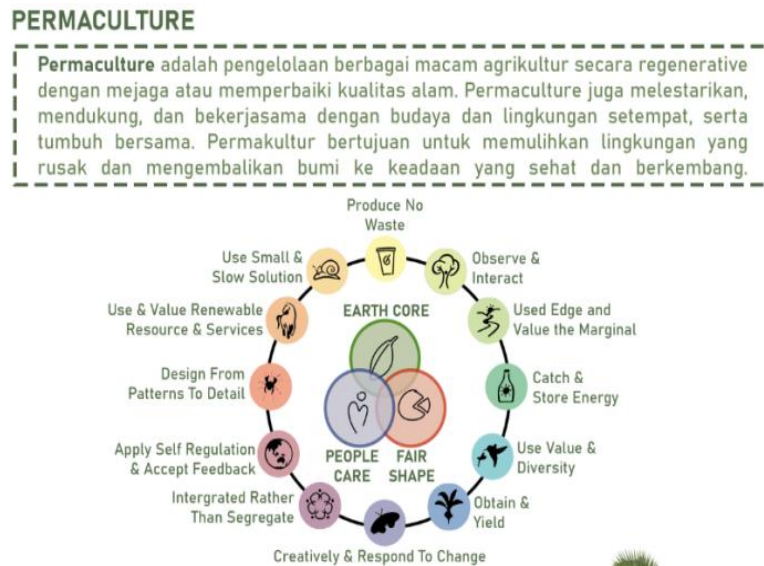 PERMACULTURE
Permaculture adalah pengelolaan berbagai macam agrikultur secara regenerative
dengan mejaga atau memperbaiki kualitas alam. Permaculture juga melestarikan,
mendukung, dan bekerjasama dengan budaya dan lingkungan setempat, serta
tumbuh bersama. Permakultur bertujuan untuk memulihkan lingkungan yang
rusak dan mengembalikan bumi ke keadaan yang sehat dan berkembang.
Produce No
Waste
Use Small &
Slow Solution
Observe &
Interact
Use & Value Renewable
Resource & Services
EARTH CORE
Used Edge and
Value the Marginal
Design From
Patterns To Detail
Catch &
Store Energy
Apply Self Regulation
& Accept Feedback
PEOPLE
CARE
FAIR
SHAPE
Use Value &
Diversity
Intergrated Rather
Than Segregate
Obtain &
Yield
Creatively & Respond To Change